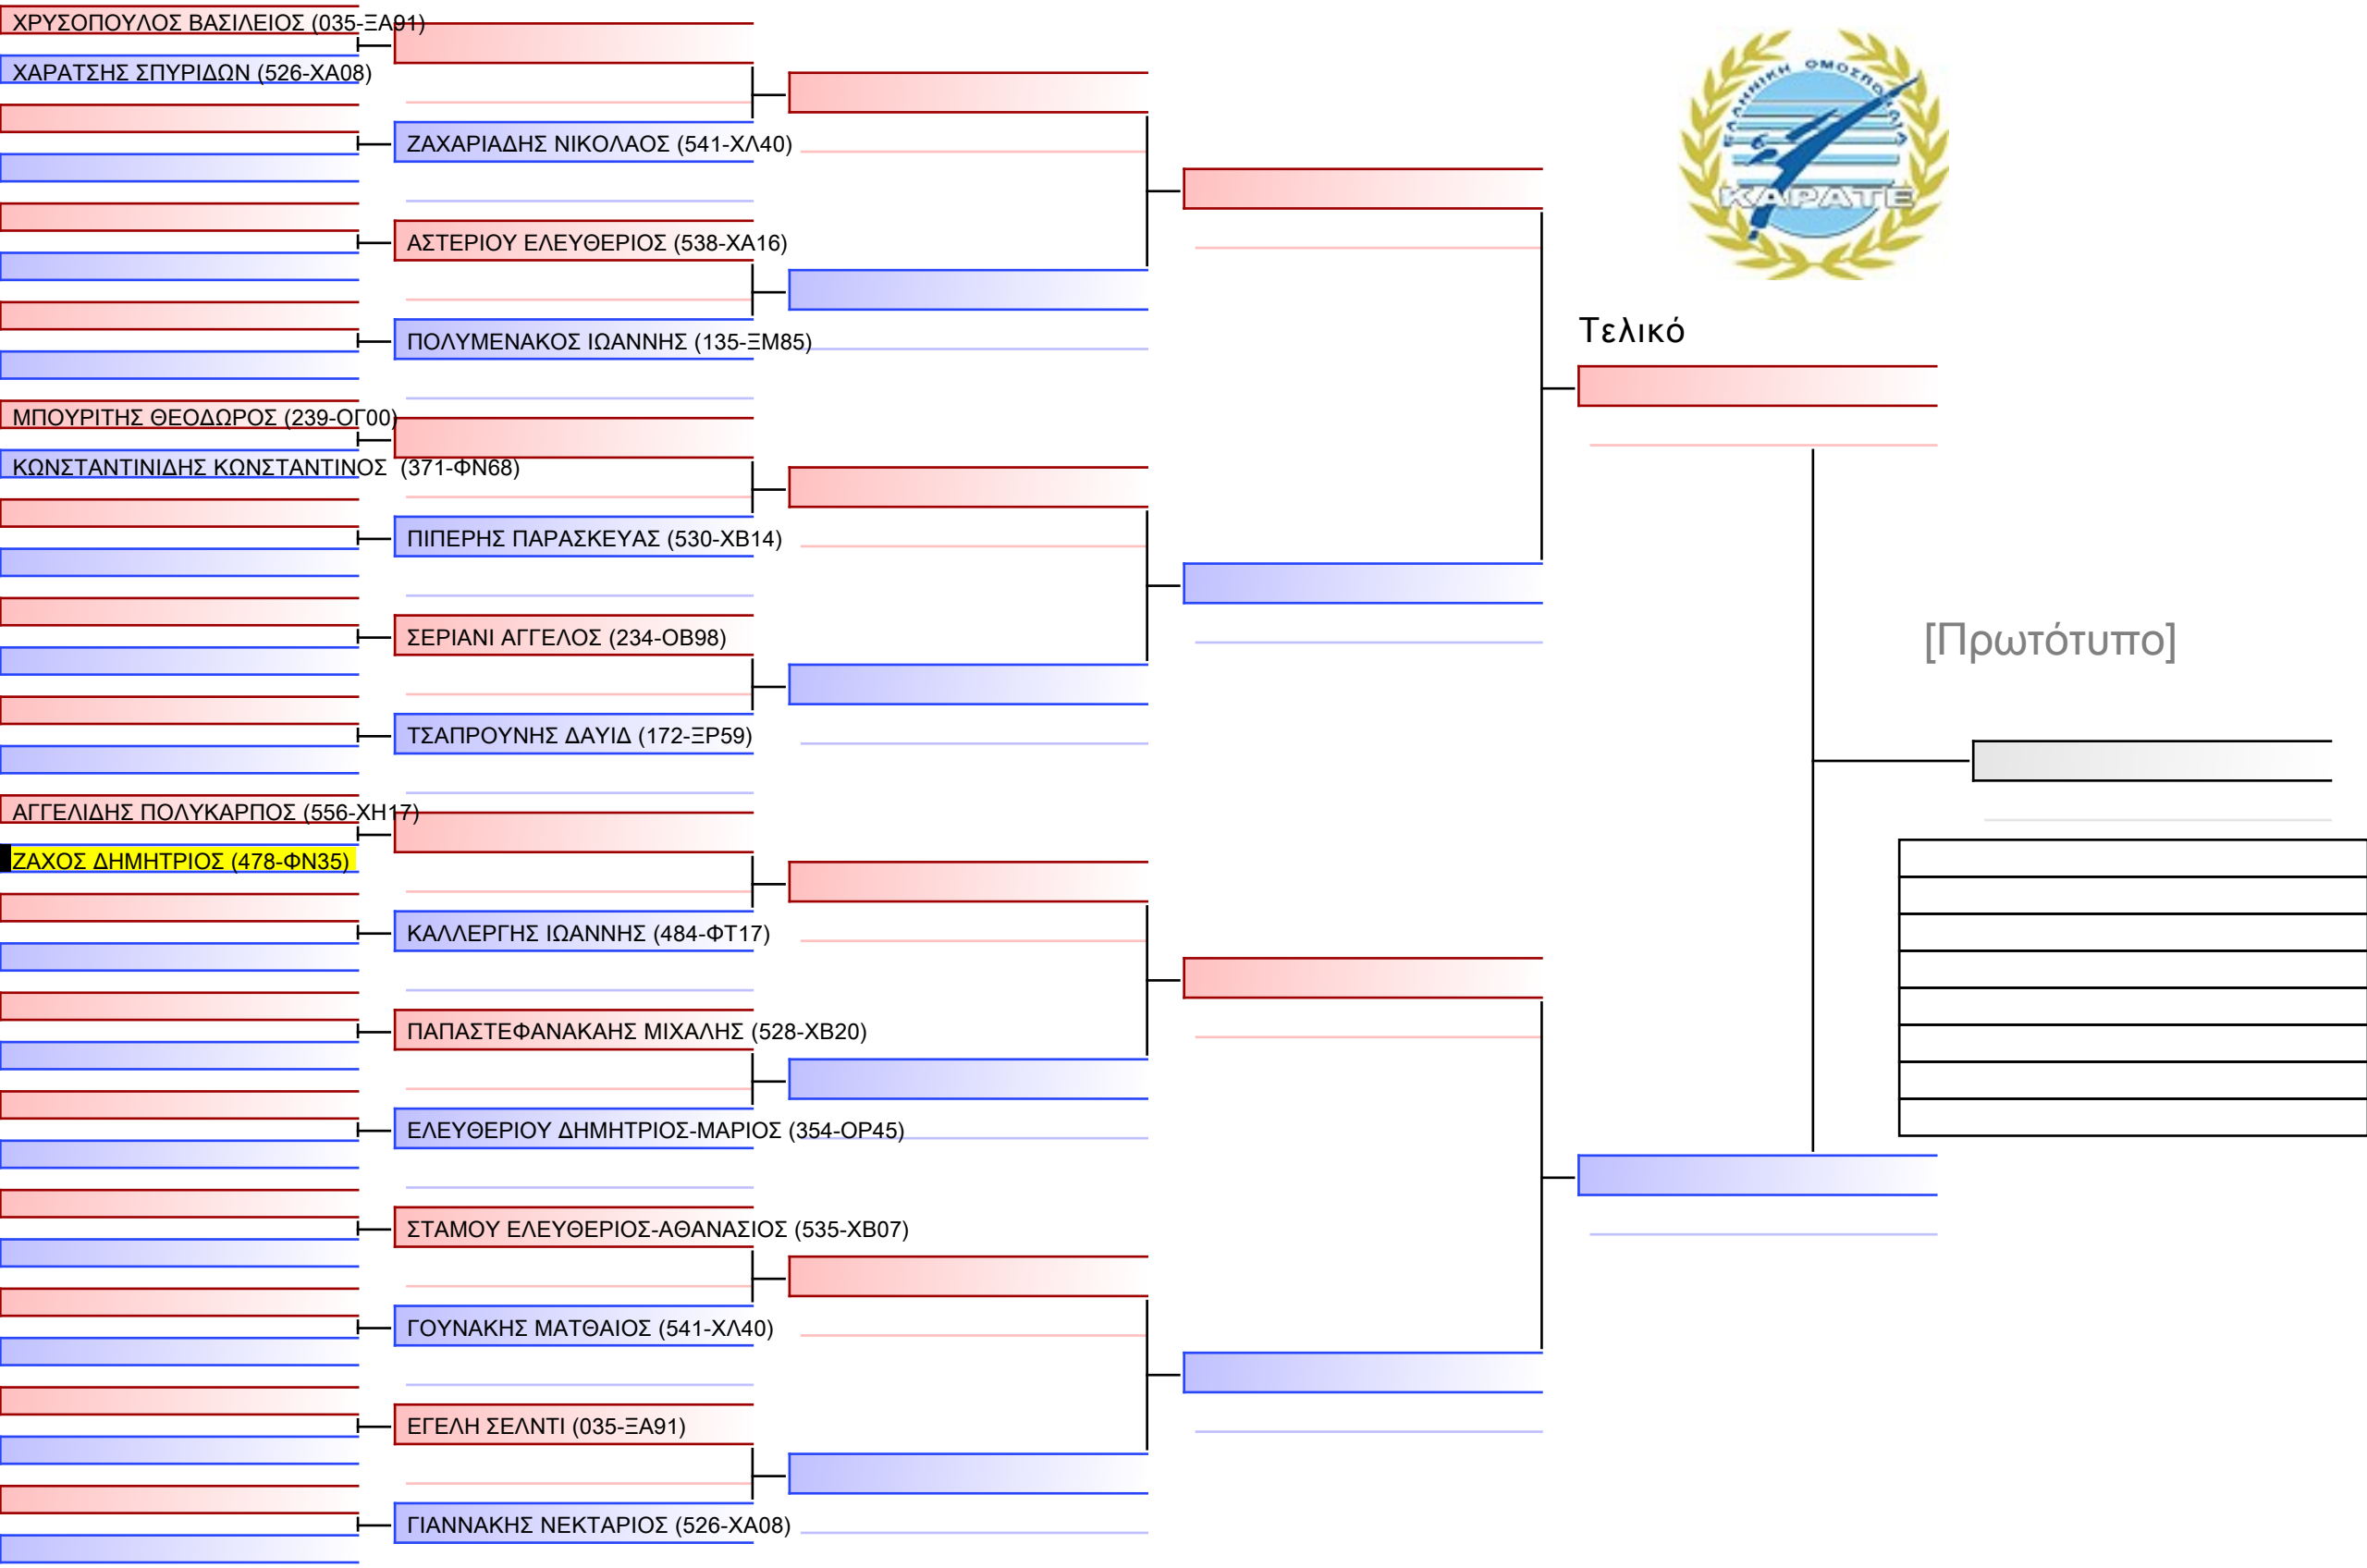 ΧΡΥΣΟΠΟΥΛΟΣ ΒΑΣΙΛΕΙΟΣ (035-ΞΑ91)
ΧΑΡΑΤΣΗΣ ΣΠΥΡΙΔΩΝ (526-ΧΑ08)
ΖΑΧΑΡΙΑΔΗΣ ΝΙΚΟΛΑΟΣ (541-ΧΛ40)
ΑΣΤΕΡΙΟΥ ΕΛΕΥΘΕΡΙΟΣ (538-ΧΑ16)
ΠΟΛΥΜΕΝΑΚΟΣ ΙΩΑΝΝΗΣ (135-ΞΜ85)
ΜΠΟΥΡΙΤΗΣ ΘΕΟΔΩΡΟΣ (239-ΟΓ00)
ΚΩΝΣΤΑΝΤΙΝΙΔΗΣ ΚΩΝΣΤΑΝΤΙΝΟΣ (371-ΦΝ68)
ΠΙΠΕΡΗΣ ΠΑΡΑΣΚΕΥΑΣ (530-ΧΒ14)
ΣΕΡΙΑΝΙ ΑΓΓΕΛΟΣ (234-ΟΒ98)
ΤΣΑΠΡΟΥΝΗΣ ΔΑΥΙΔ (172-ΞΡ59)
ΑΓΓΕΛΙΔΗΣ ΠΟΛΥΚΑΡΠΟΣ (556-ΧΗ17)
ΖΑΧΟΣ ΔΗΜΗΤΡΙΟΣ (478-ΦΝ35)
ΚΑΛΛΕΡΓΗΣ ΙΩΑΝΝΗΣ (484-ΦΤ17)
ΠΑΠΑΣΤΕΦΑΝΑΚΑΗΣ ΜΙΧΑΛΗΣ (528-ΧΒ20)
ΕΛΕΥΘΕΡΙΟΥ ΔΗΜΗΤΡΙΟΣ-ΜΑΡΙΟΣ (354-ΟΡ45)
ΣΤΑΜΟΥ ΕΛΕΥΘΕΡΙΟΣ-ΑΘΑΝΑΣΙΟΣ (535-ΧΒ07)
ΓΟΥΝΑΚΗΣ ΜΑΤΘΑΙΟΣ (541-ΧΛ40)
ΕΓΕΛΗ ΣΕΛΝΤΙ (035-ΞΑ91)
ΓΙΑΝΝΑΚΗΣ ΝΕΚΤΑΡΙΟΣ (526-ΧΑ08)
ΕΛΛΗΝΙΚΗ ΟΜΟΣΠΟΝΔΙΑ
ΚΑΡΑΤΕ
Τελικό
[Πρωτότυπο]